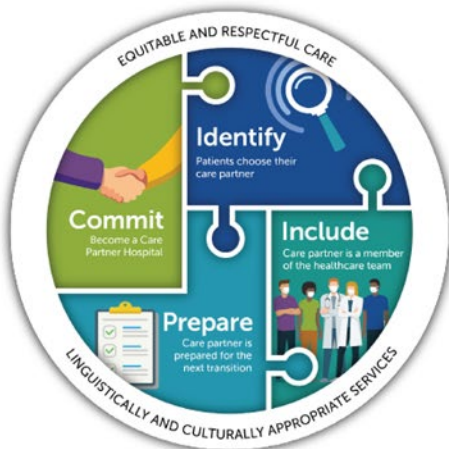 EQUITABLE AND RESPECTFUL CARE
Commit
Become a Care
Partner Hospital
Identify
Patients choose their
care partner
Include
Care partner is a member
of the healthcare team
Prepare
Care partner is
prepared for the
next transition
LINGUISTICALLY AND CULTURALLY APPROPRIATE SERVICES